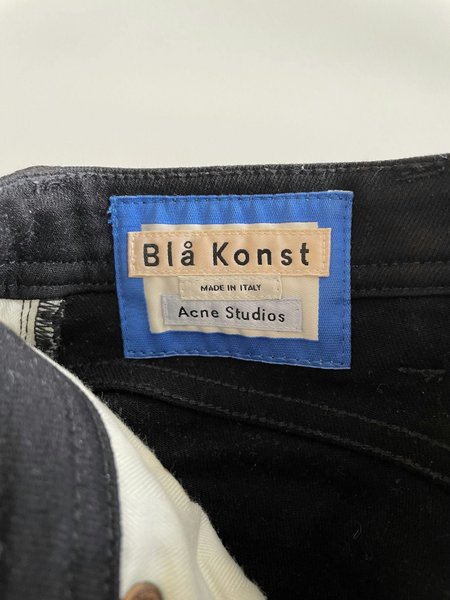 Blå Konst
MADE IN ITALY
Acne Studios